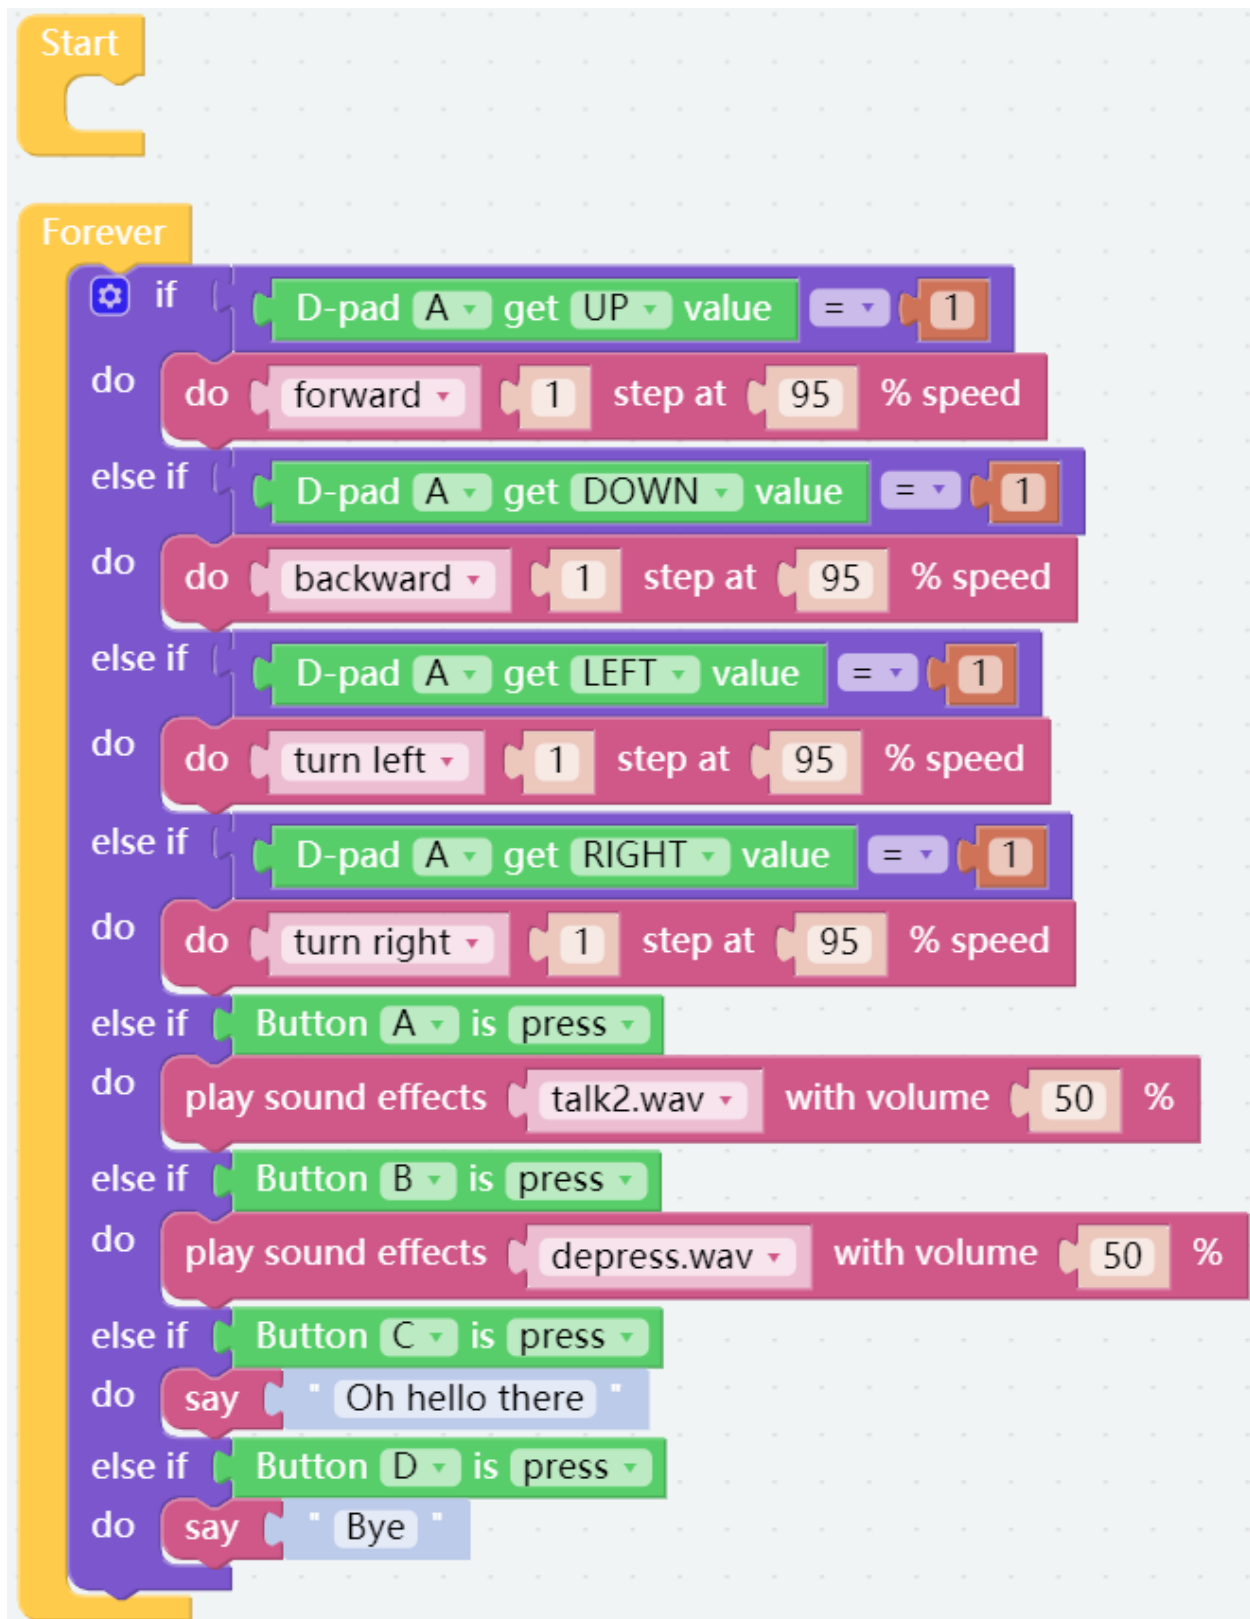 Start
Forever
if D-pad A get UP value = 1
do do forward 1 step at 95 % speed
else if D-pad A get DOWN value = 1
do do backward 1 step at 95 % speed
else if D-pad A get LEFT value = 1
do do turn left 1 step at 95 % speed
else if D-pad A get RIGHT value = 1
do do turn right 1 step at 95 % speed
else if Button A is press
do play sound effects talk2.wav with volume 50 %
else if Button B is press
do play sound effects depress.wav with volume 50 %
else if Button C is press
do say " Oh hello there "
else if Button D is press
do say " Bye "